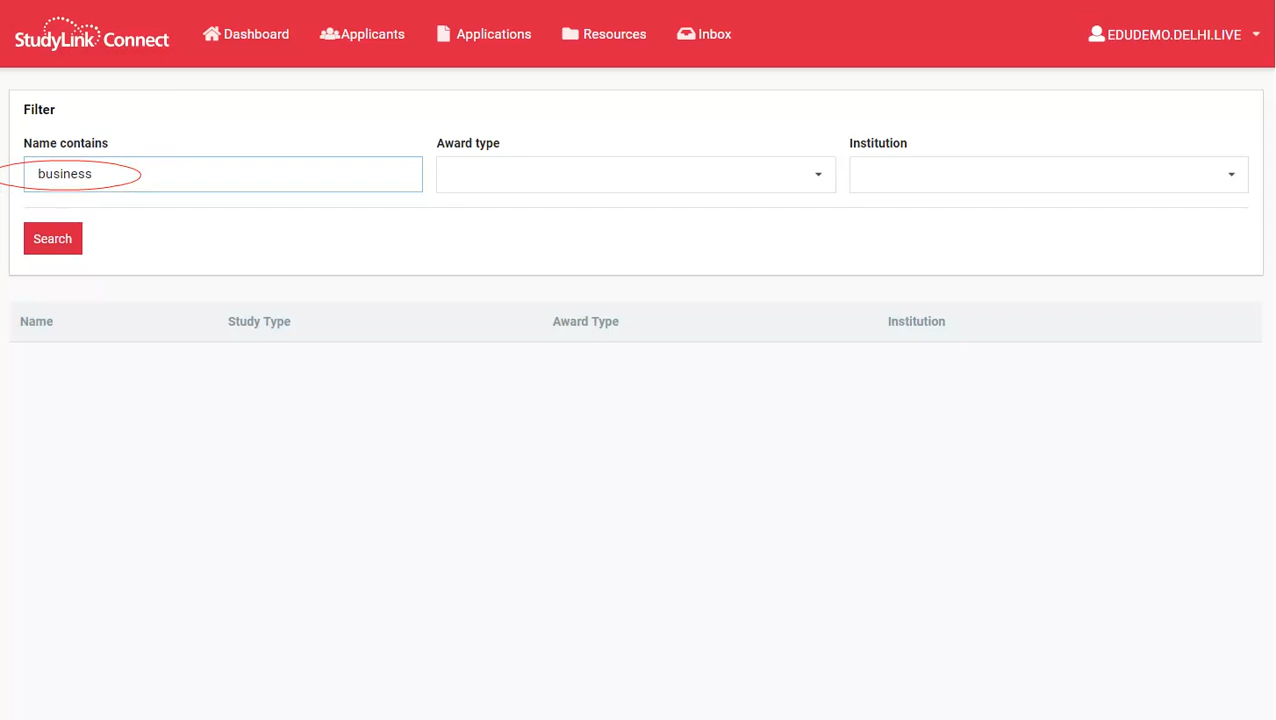 StudyLink Connect Dashboard Applicants Applications Resources Inbox EDUDEMO.DELHI.LIVE
Filter
Name contains Award type Institution
business
Search
Name Study Type Award Type Institution